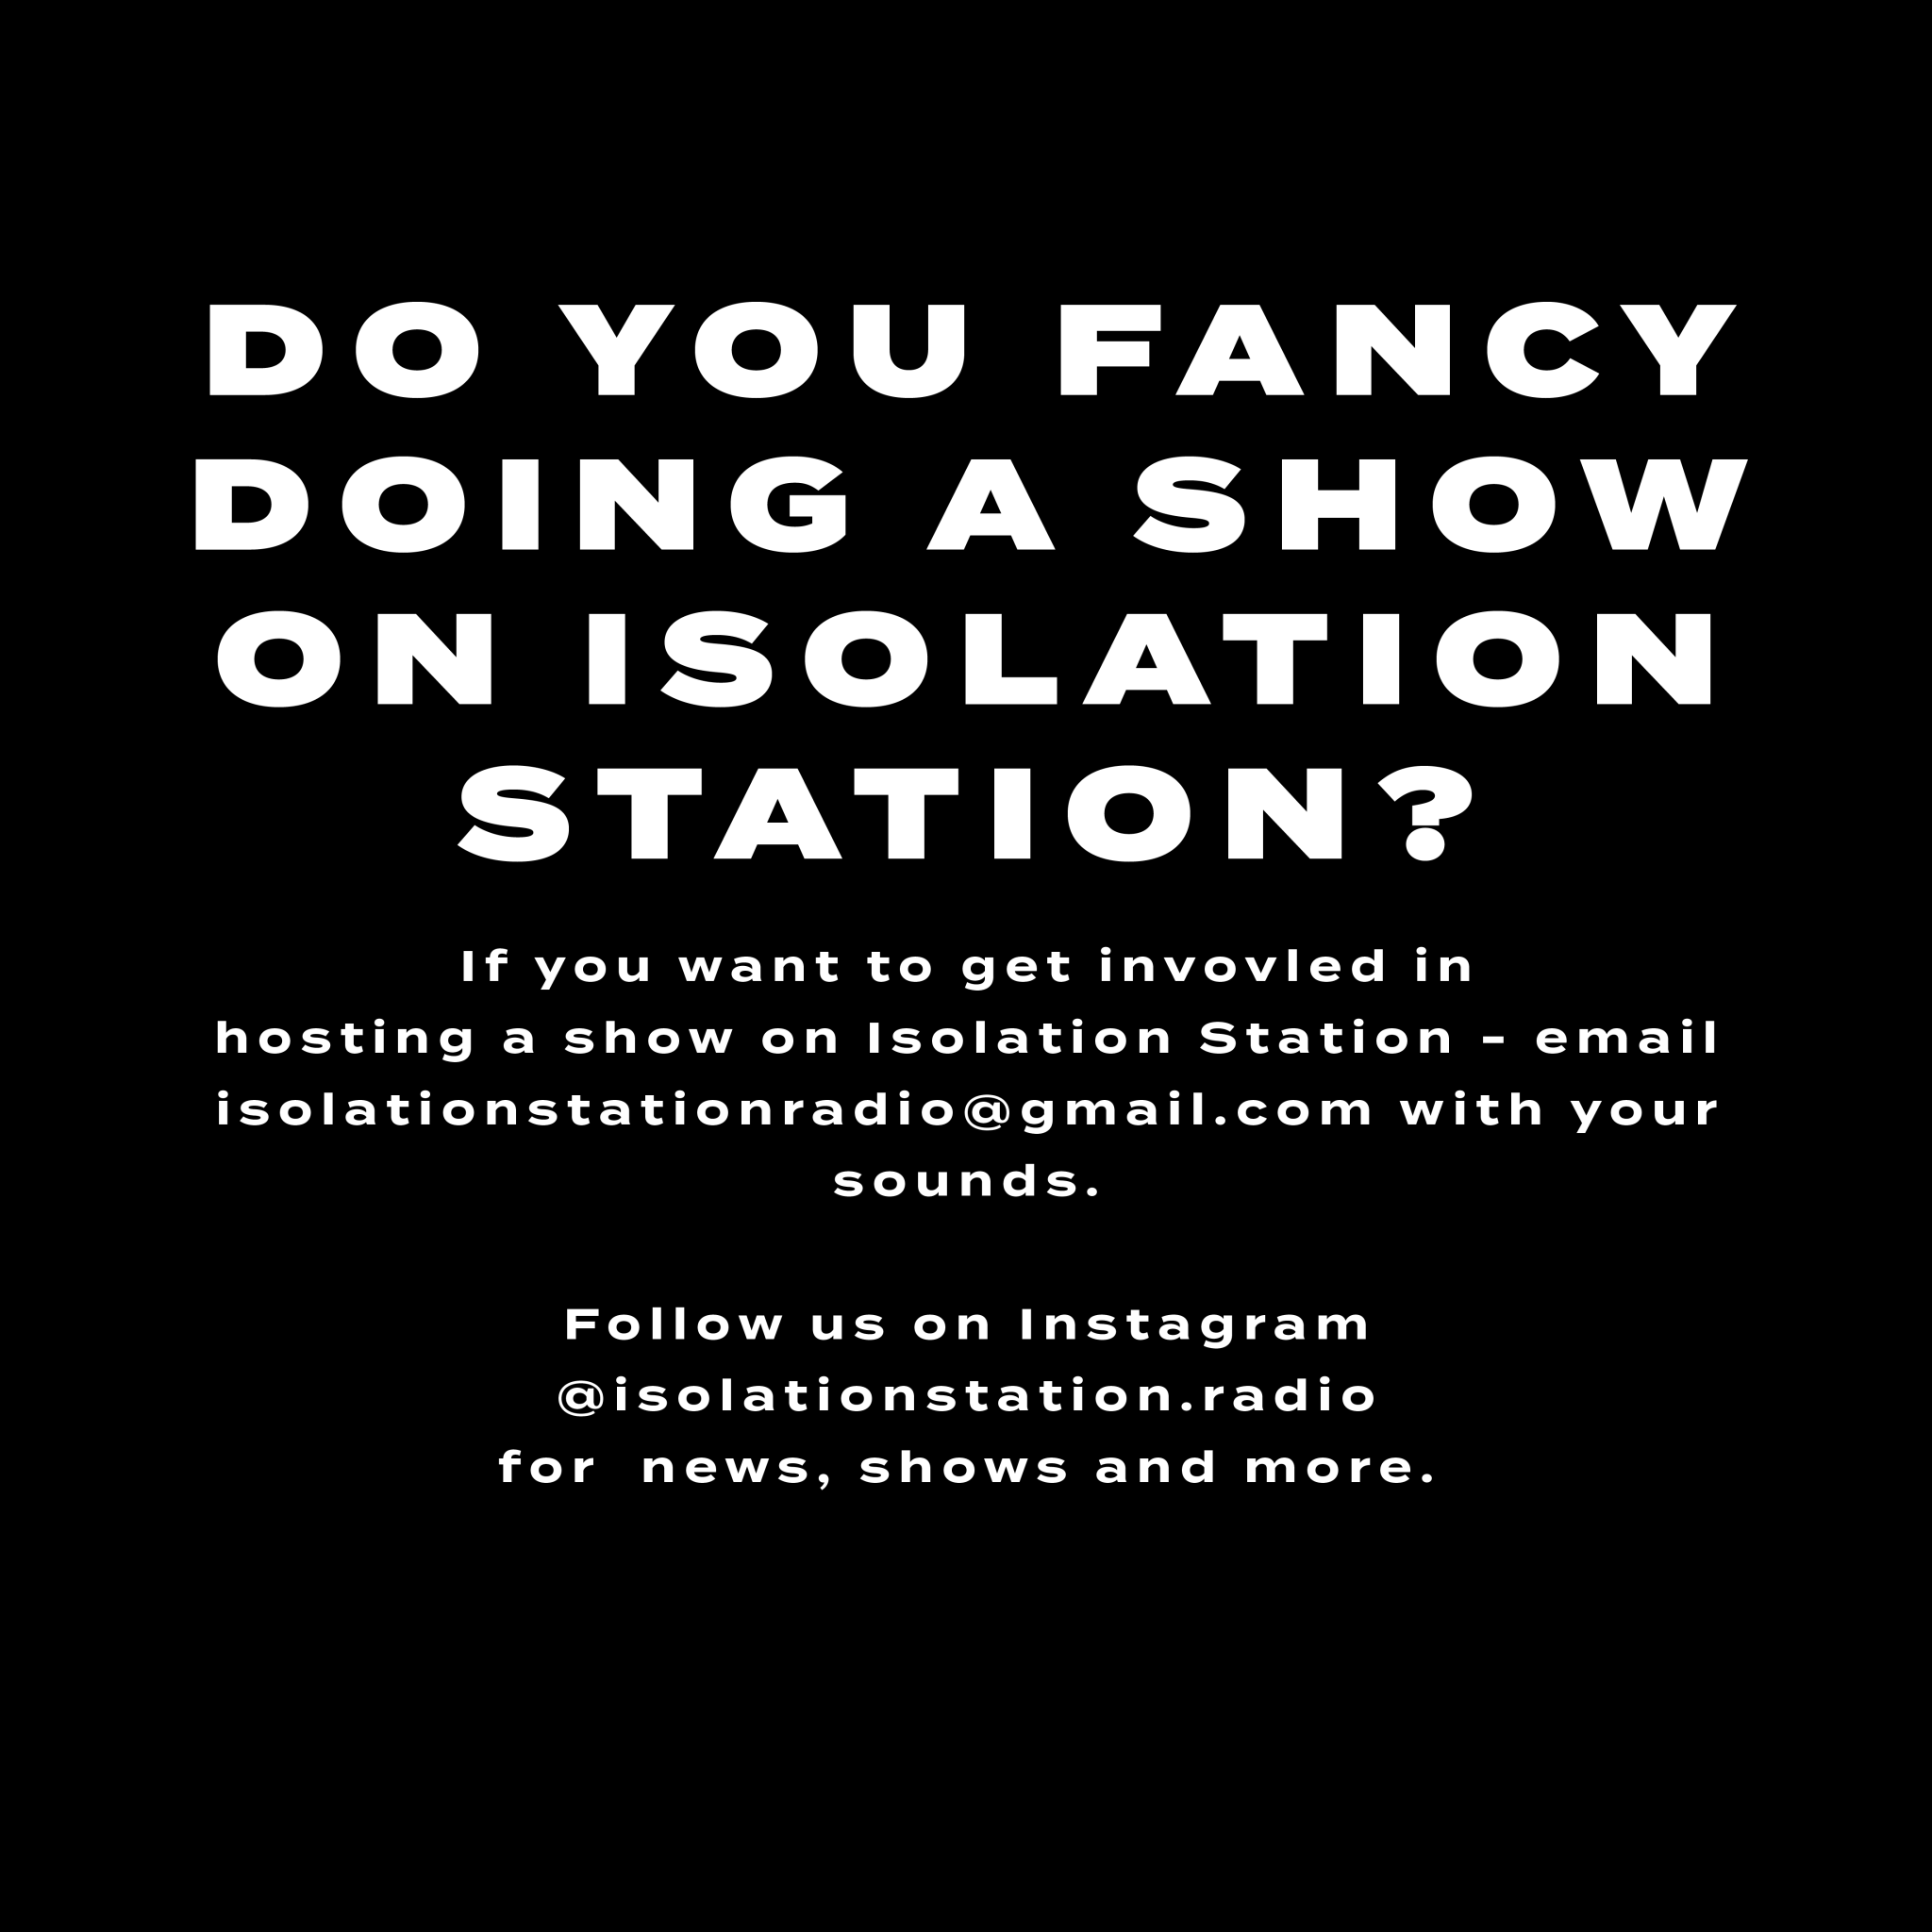 DO YOU FANCY
DOING A SHOW
ON ISOLATION
STATION?
If you want to get invovled in
hosting a show on Isolation Station – email
isolationstationradio@gmail.com with your
sounds.
Follow us on Instagram
@isolationstation.radio
for news, shows and more.